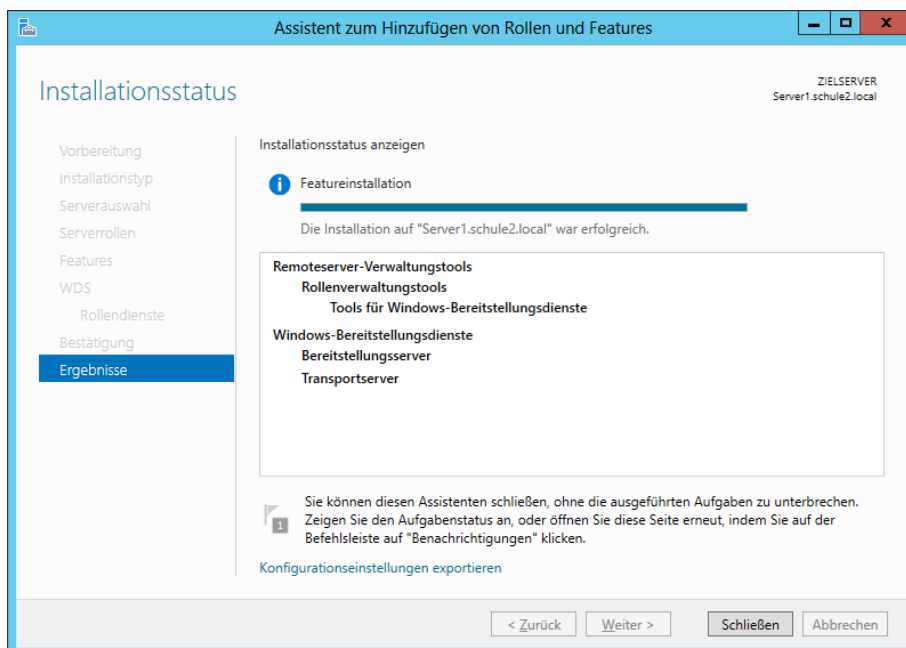 Assistent zum Hinzufügen von Rollen und Features
Installationsstatus
ZIELSERVER
Server1.schule2.local
Vorbereitung
Installationstyp
Serverauswahl
Serverrollen
Features
WDS
Rollendienste
Bestätigung
Ergebnisse
Installationsstatus anzeigen
Featureinstallation
Die Installation auf "Server1.schule2.local" war erfolgreich.
Remoteserver-Verwaltungstools
Rollenverwaltungstools
Tools für Windows-Bereitstellungsdienste
Windows-Bereitstellungsdienste
Bereitstellungsserver
Transportserver
1
Sie können diesen Assistenten schließen, ohne die ausgeführten Aufgaben zu unterbrechen.
Zeigen Sie den Aufgabenstatus an, oder öffnen Sie diese Seite erneut, indem Sie auf der
Befehlsleiste auf "Benachrichtigungen" klicken.
Konfigurationseinstellungen exportieren
< Zurück Weiter > Schließen Abbrechen